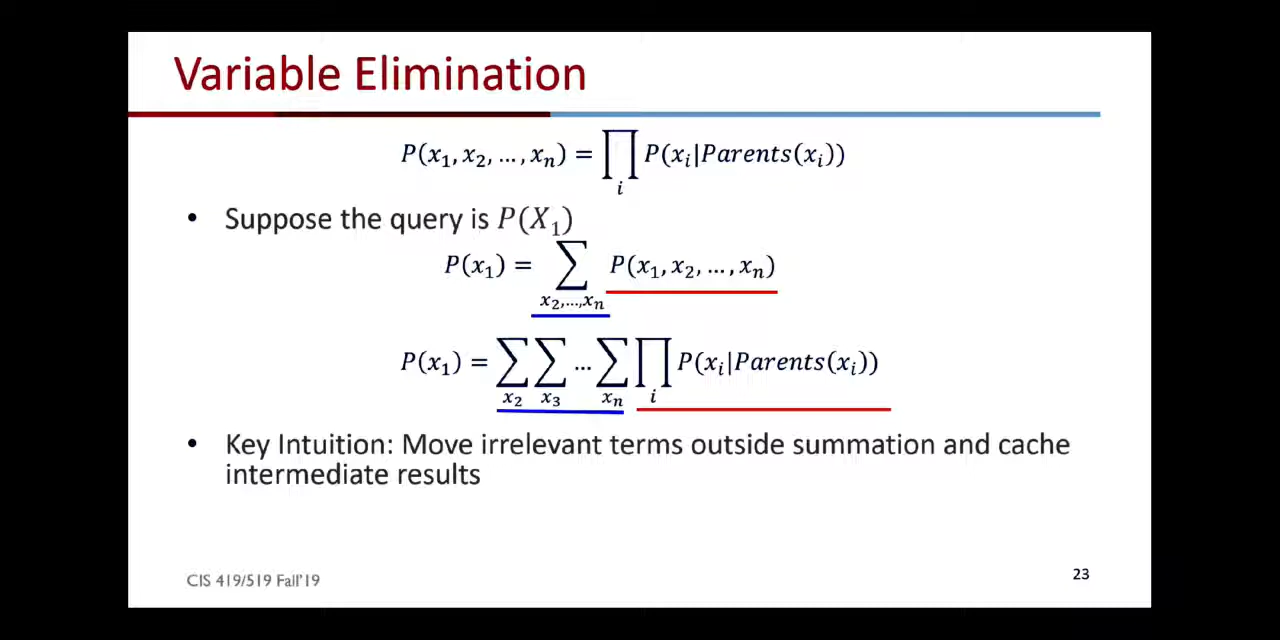 Variable Elimination
P(x₁, x₂, …, xₙ) = ∏ᵢ P(xᵢ|Parents(xᵢ))
• Suppose the query is P(X₁)
P(x₁) = ∑_{x₂,…,xₙ} P(x₁, x₂, …, xₙ)
P(x₁) = ∑_{x₂} ∑_{x₃} … ∑_{xₙ} ∏ᵢ P(xᵢ|Parents(xᵢ))
• Key Intuition: Move irrelevant terms outside summation and cache
intermediate results
CIS 419/519 Fall'19
23